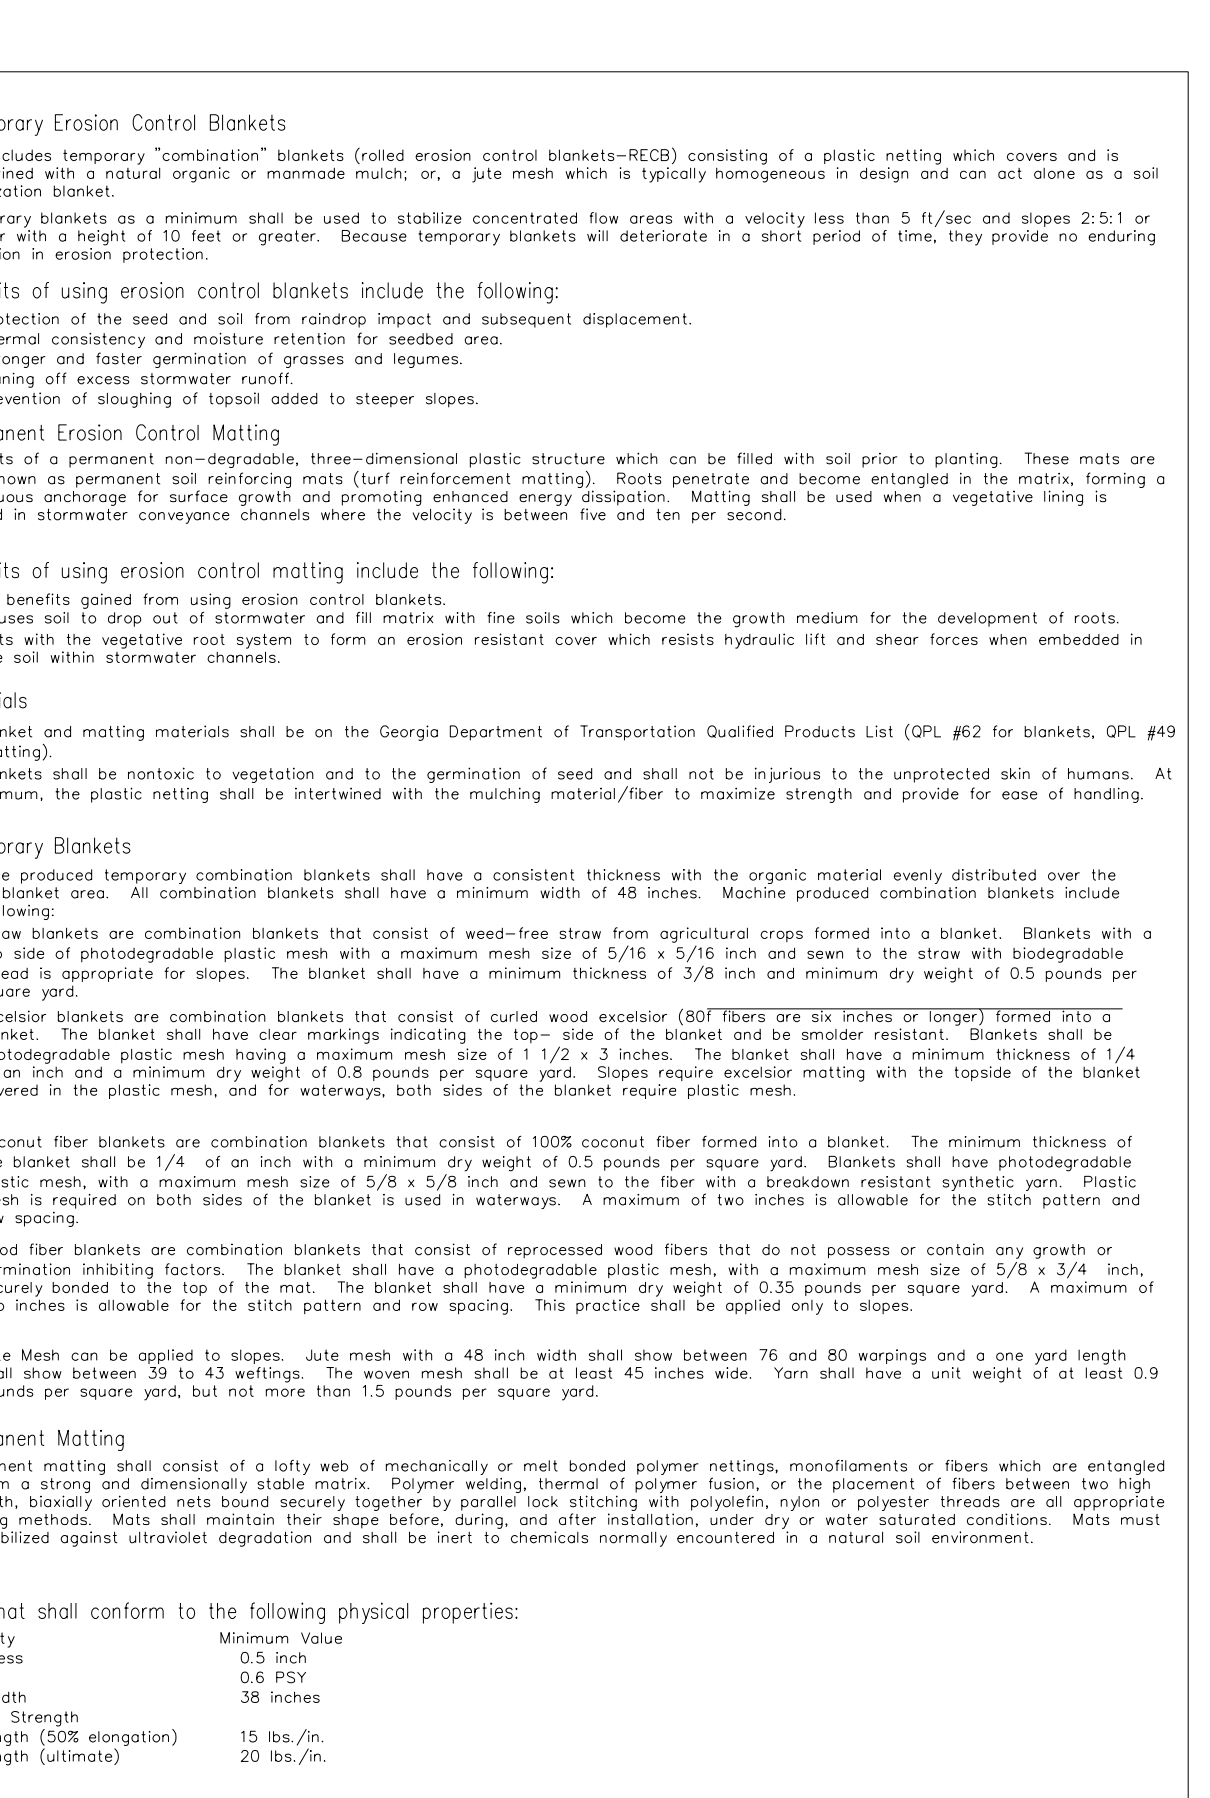 orary Erosion Control Blankets
cludes temporary "combination" blankets (rolled erosion control blankets-RECB) consisting of a plastic netting which covers and is
ined with a natural organic or manmade mulch; or, a jute mesh which is typically homogeneous in design and can act alone as a soil
zation blanket.
rary blankets as a minimum shall be used to stabilize concentrated flow areas with a velocity less than 5 ft/sec and slopes 2:5:1 or
r with a height of 10 feet or greater. Because temporary blankets will deteriorate in a short period of time, they provide no enduring
ion in erosion protection.
its of using erosion control blankets include the following:
otection of the seed and soil from raindrop impact and subsequent displacement.
ermal consistency and moisture retention for seedbed area.
onger and faster germination of grasses and legumes.
aning off excess stormwater runoff.
evention of sloughing of topsoil added to steeper slopes.
anent Erosion Control Matting
ts of a permanent non-degradable, three-dimensional plastic structure which can be filled with soil prior to planting. These mats are
nown as permanent soil reinforcing mats (turf reinforcement matting). Roots penetrate and become entangled in the matrix, forming a
uous anchorage for surface growth and promoting enhanced energy dissipation. Matting shall be used when a vegetative lining is
d in stormwater conveyance channels where the velocity is between five and ten per second.
its of using erosion control matting include the following:
benefits gained from using erosion control blankets.
uses soil to drop out of stormwater and fill matrix with fine soils which become the growth medium for the development of roots.
ts with the vegetative root system to form an erosion resistant cover which resists hydraulic lift and shear forces when embedded in
e soil within stormwater channels.
ials
nket and matting materials shall be on the Georgia Department of Transportation Qualified Products List (QPL #62 for blankets, QPL #49
atting).
nkets shall be nontoxic to vegetation and to the germination of seed and shall not be injurious to the unprotected skin of humans. At
mum, the plastic netting shall be intertwined with the mulching material/fiber to maximize strength and provide for ease of handling.
orary Blankets
e produced temporary combination blankets shall have a consistent thickness with the organic material evenly distributed over the
blanket area. All combination blankets shall have a minimum width of 48 inches. Machine produced combination blankets include
lowing:
aw blankets are combination blankets that consist of weed-free straw from agricultural crops formed into a blanket. Blankets with a
o side of photodegradable plastic mesh with a maximum mesh size of 5/16 x 5/16 inch and sewn to the straw with biodegradable
ead is appropriate for slopes. The blanket shall have a minimum thickness of 3/8 inch and minimum dry weight of 0.5 pounds per
uare yard.
celsior blankets are combination blankets that consist of curled wood excelsior (80f fibers are six inches or longer) formed into a
nket. The blanket shall have clear markings indicating the top- side of the blanket and be smolder resistant. Blankets shall be
otodegradable plastic mesh having a maximum mesh size of 1 1/2 x 3 inches. The blanket shall have a minimum thickness of 1/4
an inch and a minimum dry weight of 0.8 pounds per square yard. Slopes require excelsior matting with the topside of the blanket
vered in the plastic mesh, and for waterways, both sides of the blanket require plastic mesh.
conut fiber blankets are combination blankets that consist of 100% coconut fiber formed into a blanket. The minimum thickness of
e blanket shall be 1/4 of an inch with a minimum dry weight of 0.5 pounds per square yard. Blankets shall have photodegradable
stic mesh, with a maximum mesh size of 5/8 x 5/8 inch and sewn to the fiber with a breakdown resistant synthetic yarn. Plastic
esh is required on both sides of the blanket is used in waterways. A maximum of two inches is allowable for the stitch pattern and
w spacing.
od fiber blankets are combination blankets that consist of reprocessed wood fibers that do not possess or contain any growth or
rmination inhibiting factors. The blanket shall have a photodegradable plastic mesh, with a maximum mesh size of 5/8 x 3/4 inch,
curely bonded to the top of the mat. The blanket shall have a minimum dry weight of 0.35 pounds per square yard. A maximum of
o inches is allowable for the stitch pattern and row spacing. This practice shall be applied only to slopes.
te Mesh can be applied to slopes. Jute mesh with a 48 inch width shall show between 76 and 80 warpings and a one yard length
all show between 39 to 43 weftings. The woven mesh shall be at least 45 inches wide. Yarn shall have a unit weight of at least 0.9
unds per square yard, but not more than 1.5 pounds per square yard.
anent Matting
nent matting shall consist of a lofty web of mechanically or melt bonded polymer nettings, monofilaments or fibers which are entangled
m a strong and dimensionally stable matrix. Polymer welding, thermal of polymer fusion, or the placement of fibers between two high
th, biaxially oriented nets bound securely together by parallel lock stitching with polyolefin, nylon or polyester threads are all appropriate
g methods. Mats shall maintain their shape before, during, and after installation, under dry or water saturated conditions. Mats must
bilized against ultraviolet degradation and shall be inert to chemicals normally encountered in a natural soil environment.
hat shall conform to the following physical properties:
ty Minimum Value
ess 0.5 inch
0.6 PSY
dth 38 inches
Strength
ngth (50% elongation) 15 lbs./in.
ngth (ultimate) 20 lbs./in.